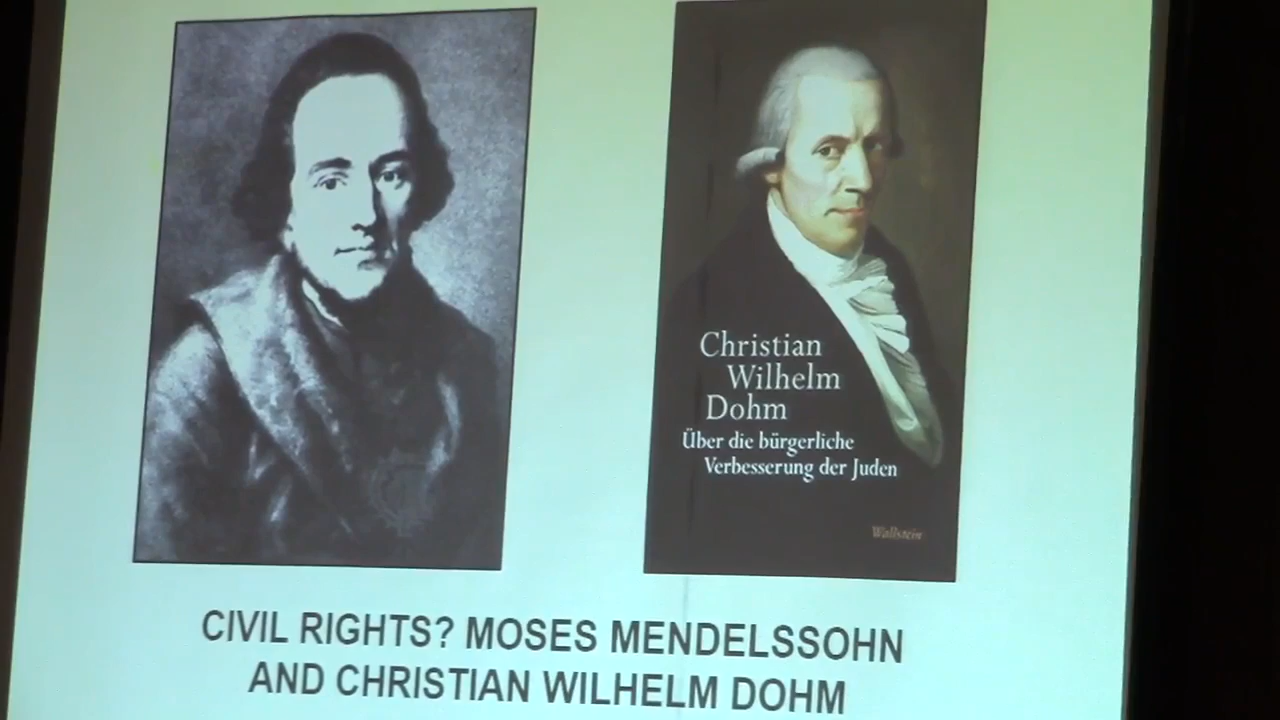 Christian
Wilhelm
Dohm
Über die bürgerliche
Verbesserung der Juden
Wallstein
CIVIL RIGHTS? MOSES MENDELSSOHN
AND CHRISTIAN WILHELM DOHM